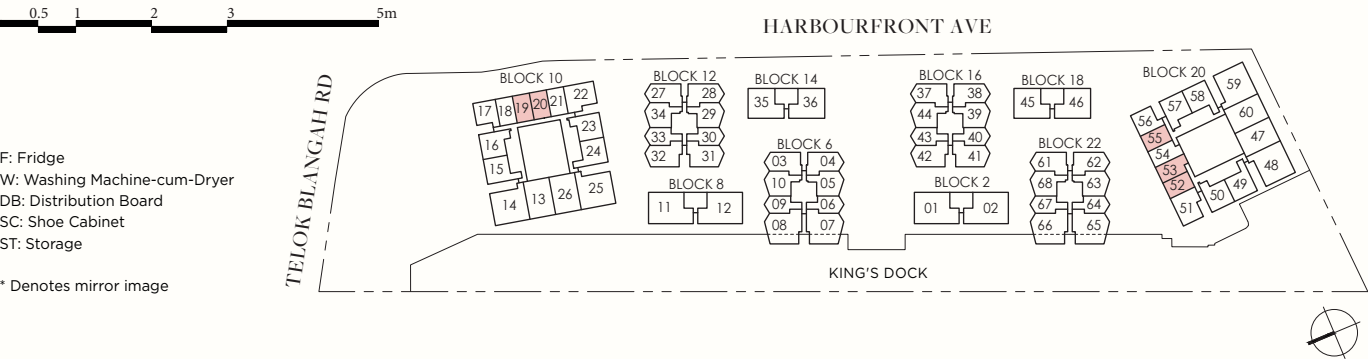 0.5 1 2 3 5m
HARBOURFRONT AVE
TELOK BLANGAH RD
F: Fridge
W: Washing Machine-cum-Dryer
DB: Distribution Board
SC: Shoe Cabinet
ST: Storage
* Denotes mirror image
BLOCK 10
17 18 19 20 21 22
16 23
15 24
14 13 26 25
BLOCK 12
27 28
34 29
33 30
32 31
BLOCK 14
35 36
BLOCK 8
11 12
BLOCK 6
03 04
10 05
09 06
08 07
BLOCK 16
37 38
44 39
43 40
42 41
BLOCK 18
45 46
BLOCK 2
01 02
BLOCK 22
61 62
68 63
67 64
66 65
BLOCK 20
56 57 58 59
55 60
54 47
53 48
52
51 50 49
KING'S DOCK